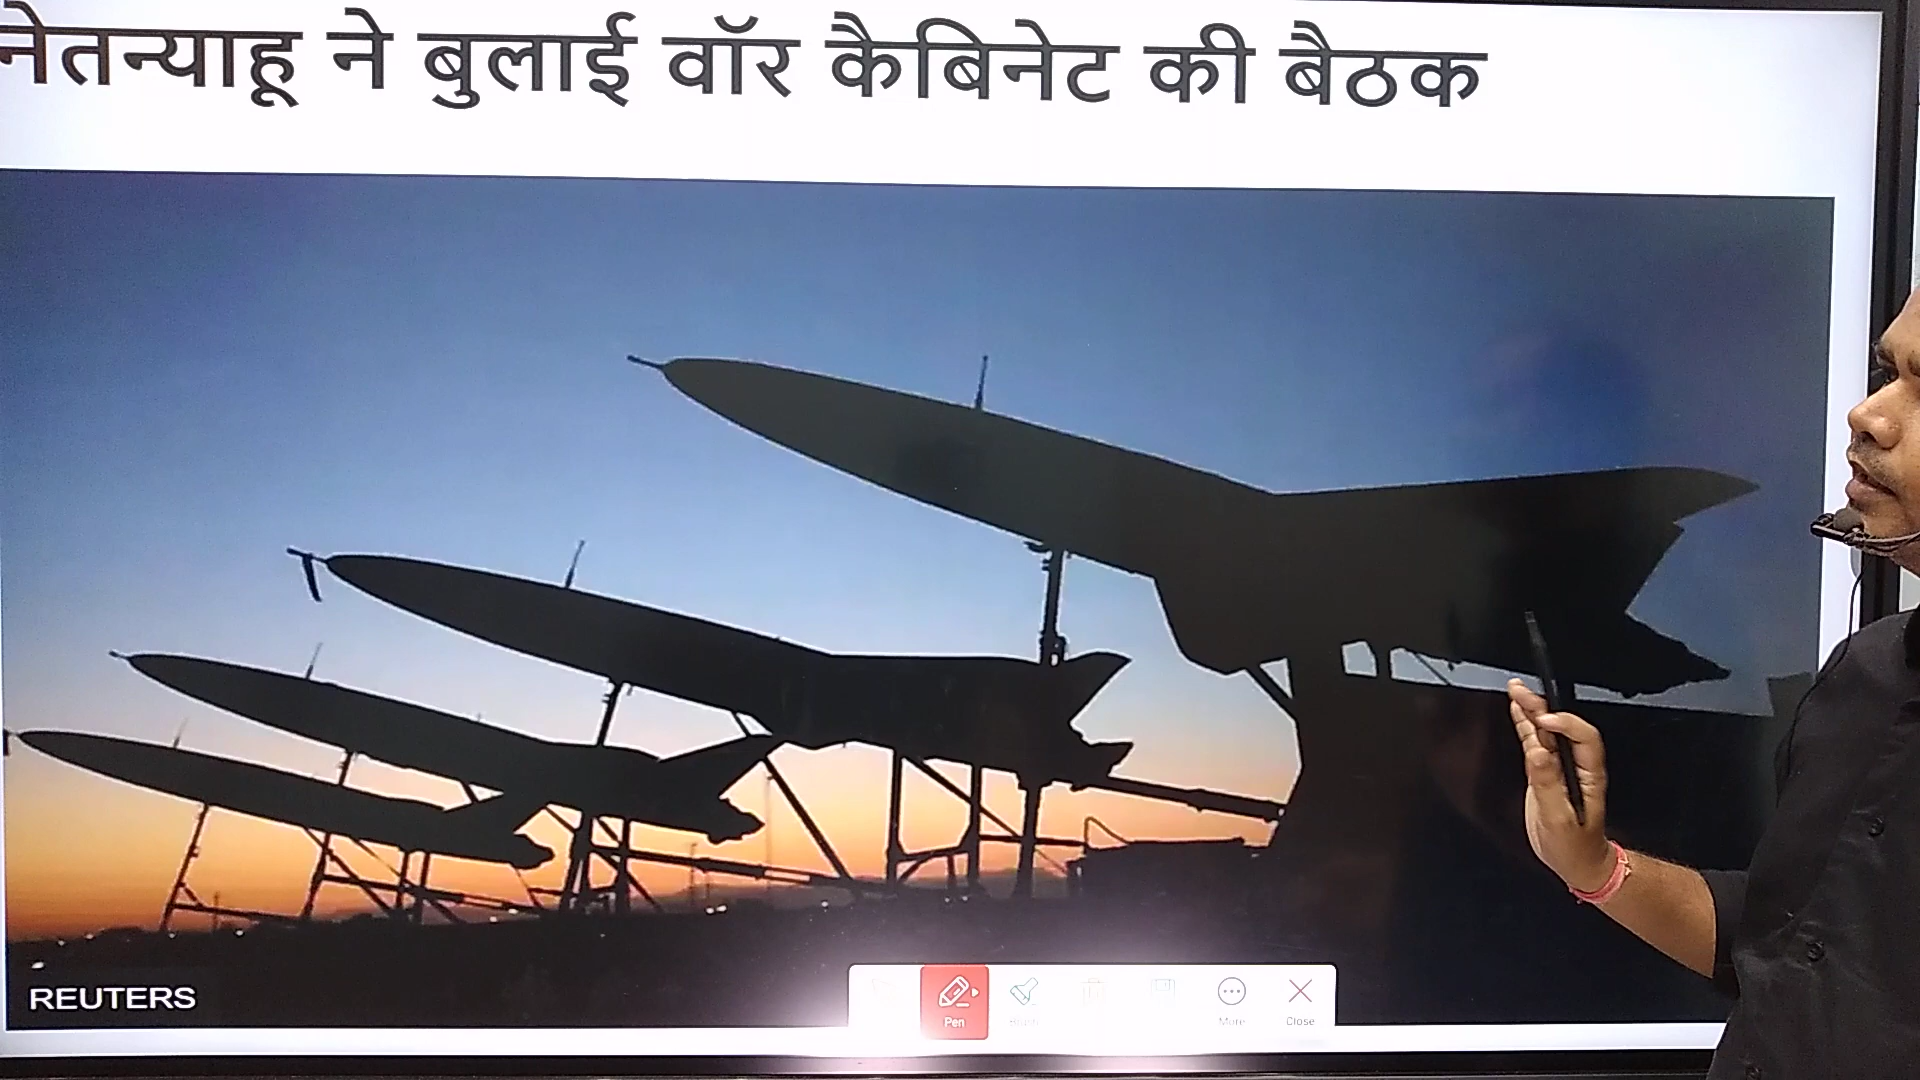 नेतन्याहू ने बुलाई वॉर कैबिनेट की बैठक
REUTERS
Pen
More
Close